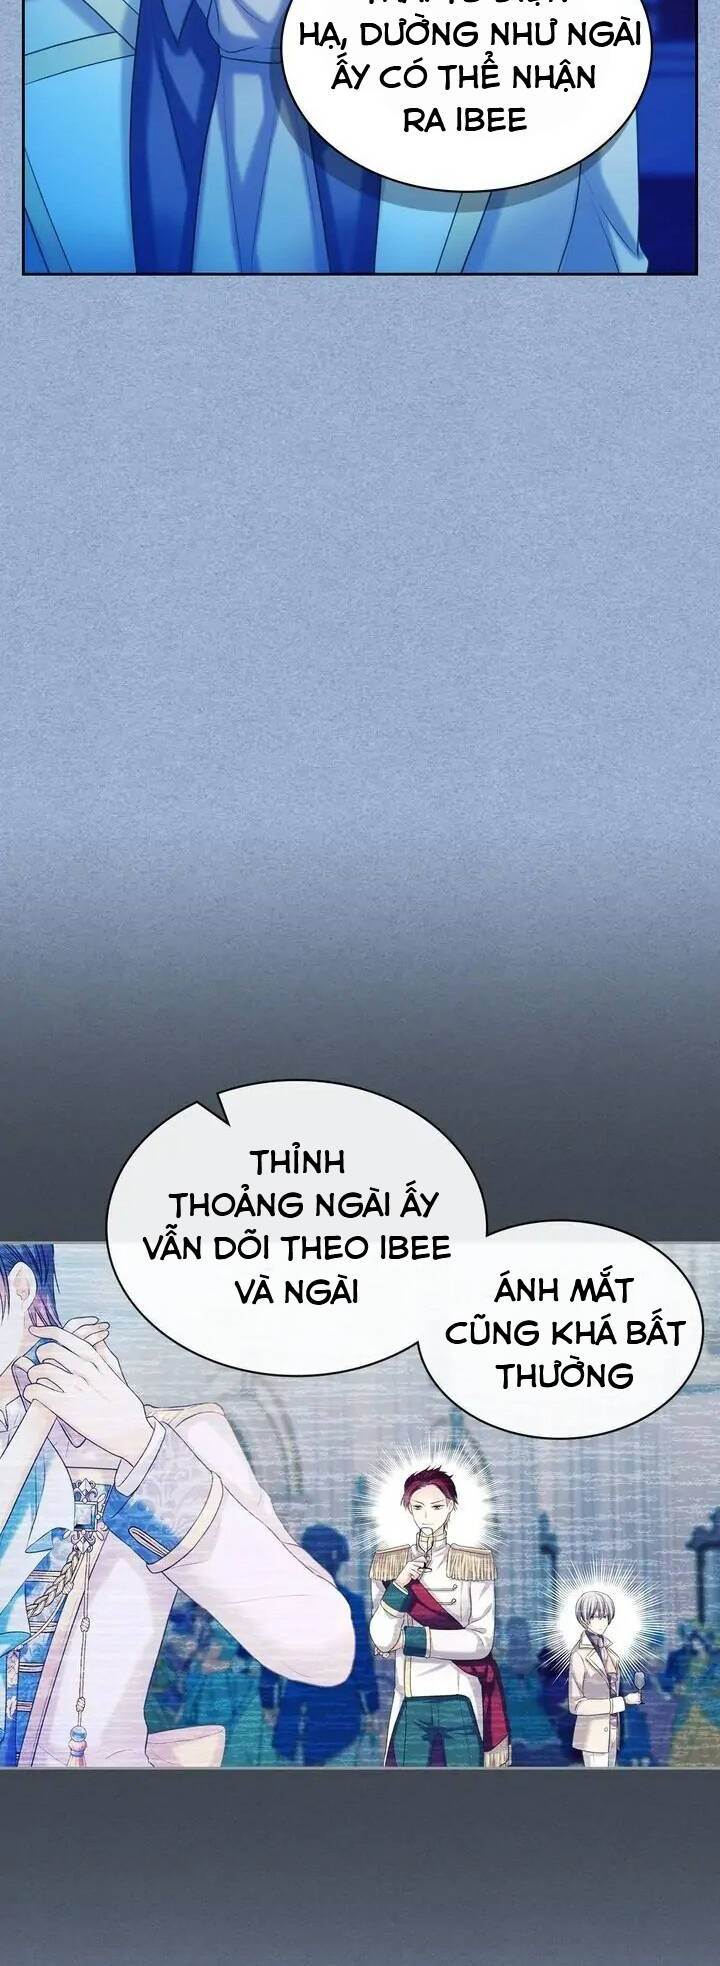 HẠ, DƯỜNG NHƯ NGÀI
ẤY CÓ THỂ NHẬN
RA IBEE
THỈNH
THOẢNG NGÀI ẤY
VẪN DÕI THEO IBEE
VÀ NGÀI
ÁNH MẮT
CŨNG KHÁ BẤT
THƯỜNG